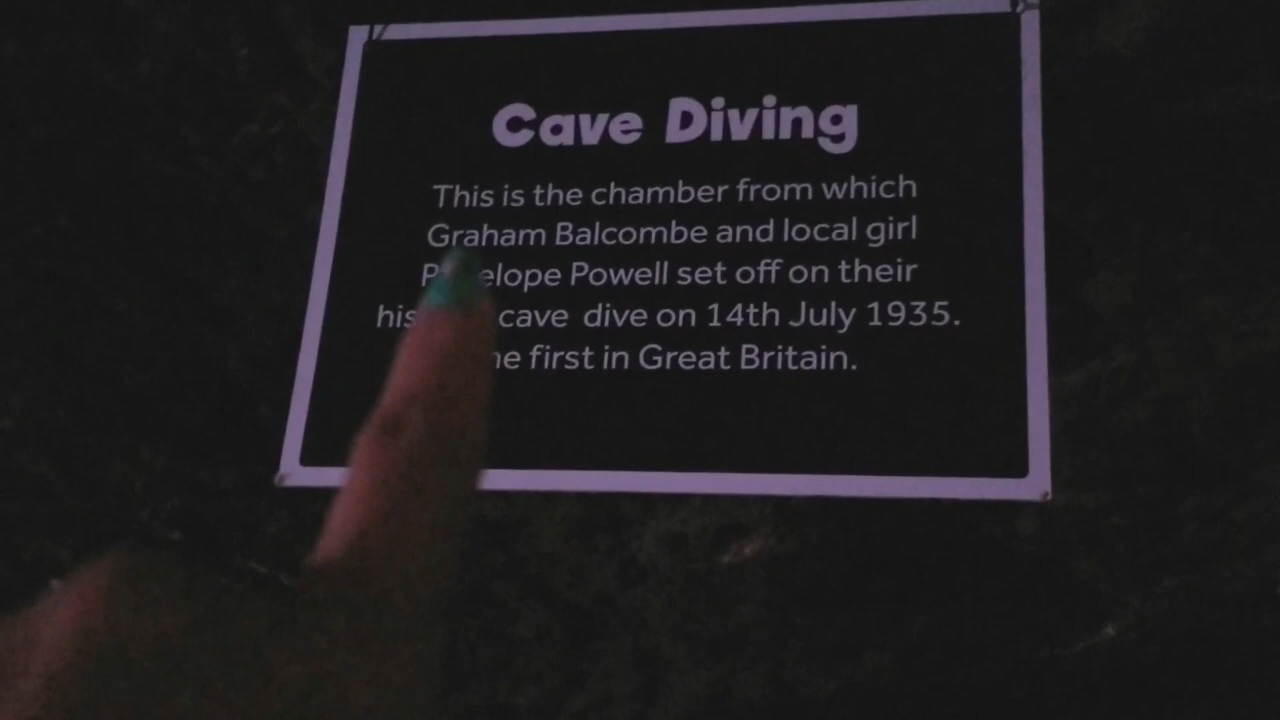 Cave Diving
This is the chamber from which
Graham Balcombe and local girl
Penelope Powell set off on their
cave dive on 14th July 1935.
first in Great Britain.